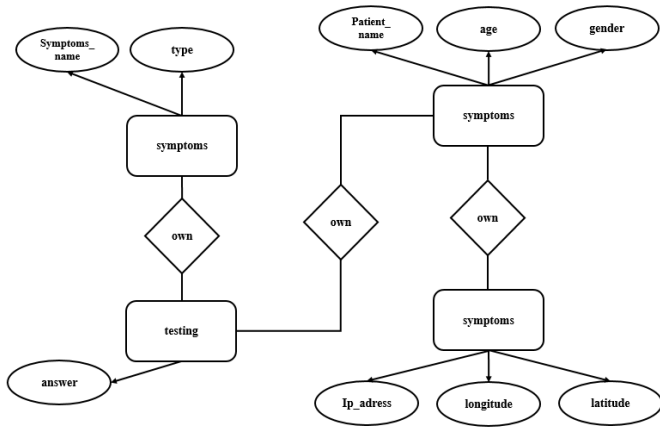 Symptoms_
name
type
Patient_
name
age
gender
symptoms
symptoms
own
own
own
testing
symptoms
answer
Ip_adress
longitude
latitude